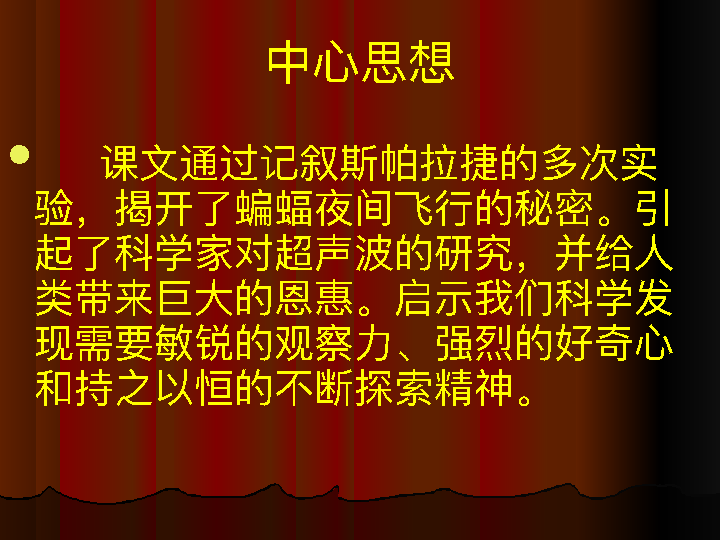 中心思想
课文通过记叙斯帕拉捷的多次实
验，揭开了蝙蝠夜间飞行的秘密。引
起了科学家对超声波的研究，并给人
类带来巨大的恩惠。启示我们科学发
现需要敏锐的观察力、强烈的好奇心
和持之以恒的不断探索精神。